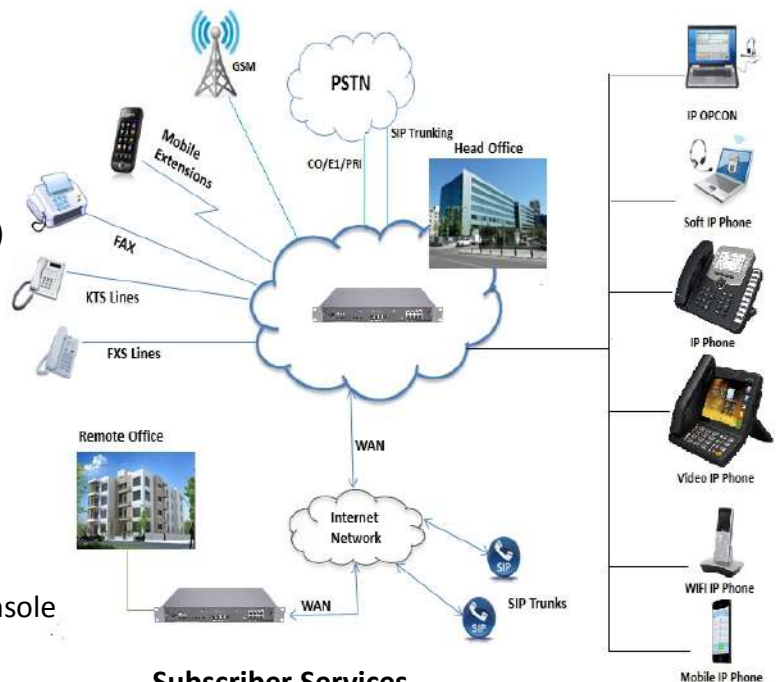 GSM
PSTN
SIP Trunking
CO/E1/PRI
Head Office
Mobile
Extensions
)
FAX
KTS Lines
FXS Lines
IP OPCON
Soft IP Phone
IP Phone
Video IP Phone
WIFI IP Phone
Mobile IP Phone
Remote Office
WAN
Internet
Network
WAN
SIP
SIP
SIP Trunks
nsole
Subscriber Services